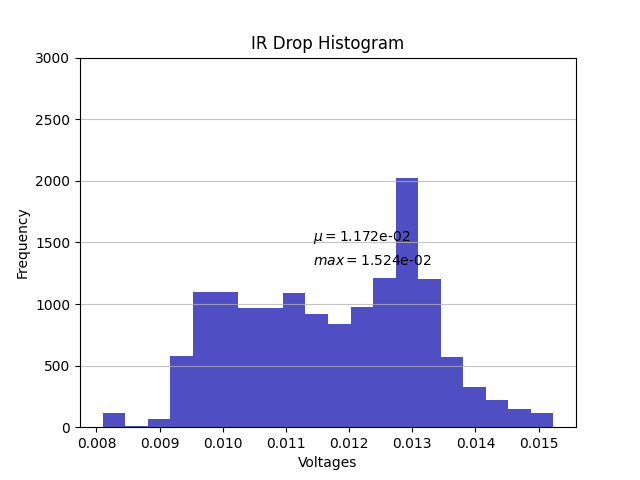 IR Drop Histogram
3000
2500
2000
1500
1000
500
0
Frequency
μ = 1.172e-02
max = 1.524e-02
0.008 0.009 0.010 0.011 0.012 0.013 0.014 0.015
Voltages